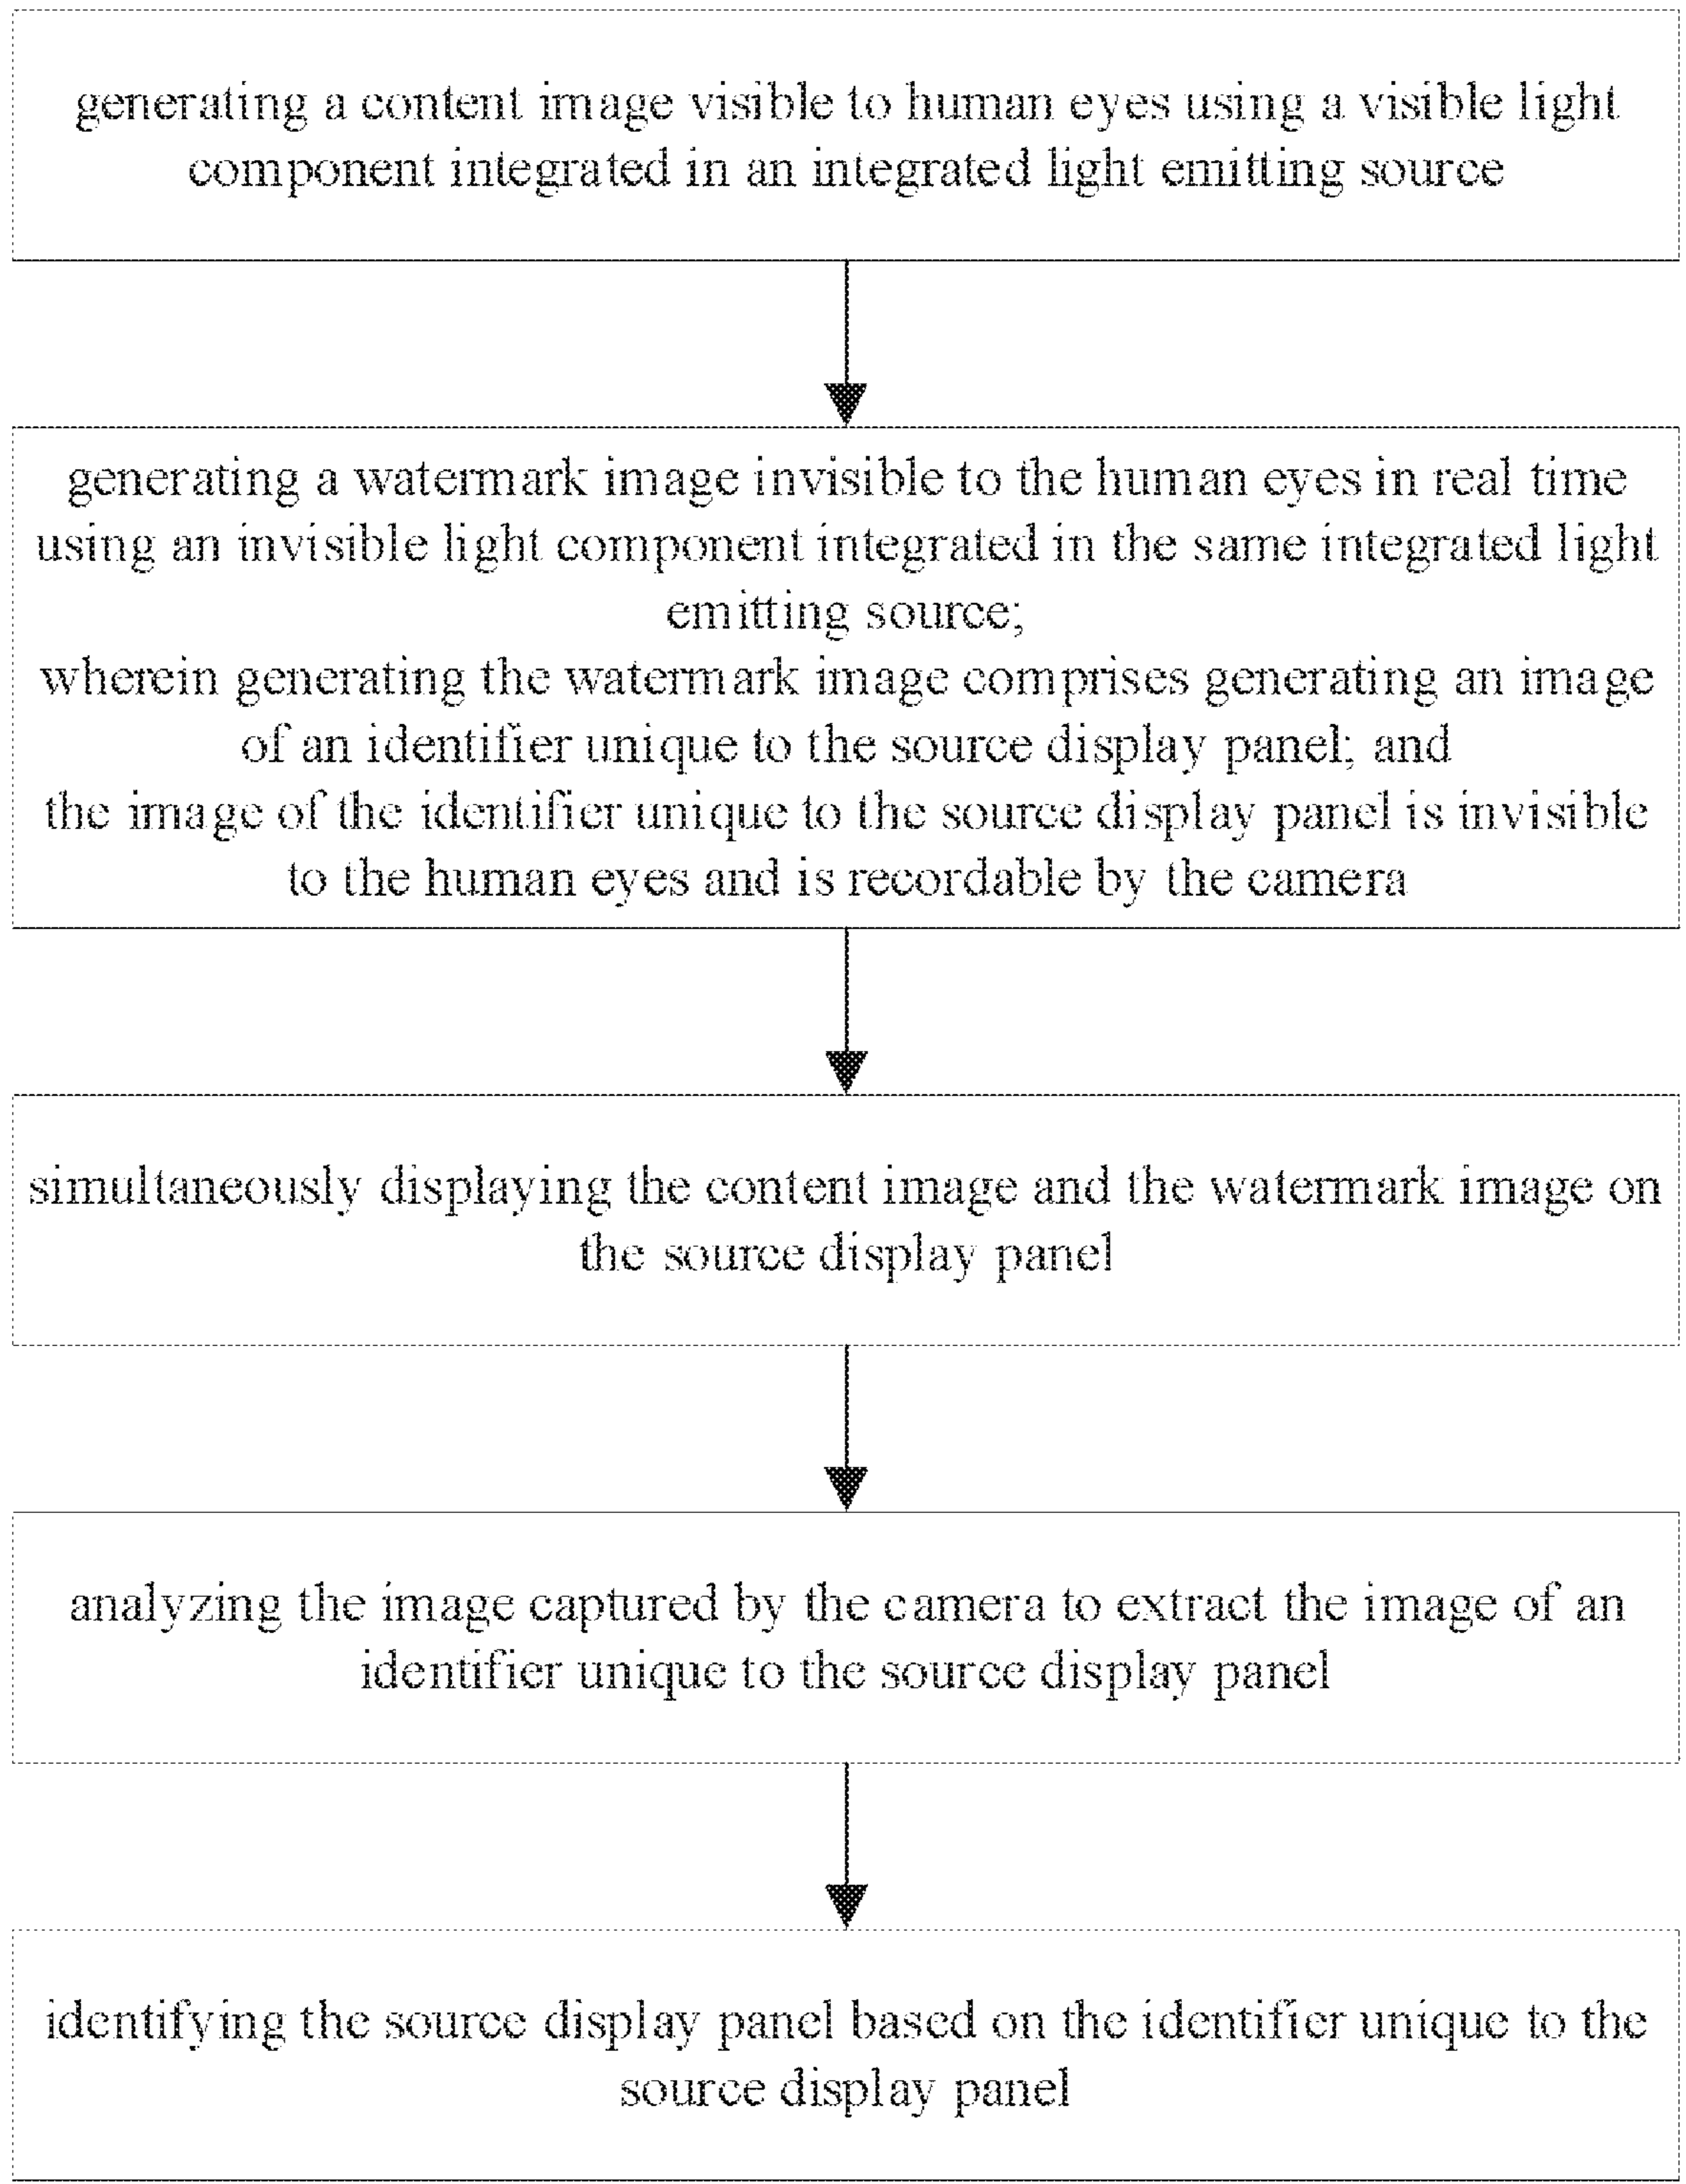 generating a content image visible to human eyes using a visible light
component integrated in an integrated light emitting source
generating a watermark image invisible to the human eyes in real time
using an invisible light component integrated in the same integrated light
emitting source;
wherein generating the watermark image comprises generating an image
of an identifier unique to the source display panel; and
the image of the identifier unique to the source display panel is invisible
to the human eyes and is recordable by the camera
simultaneously displaying the content image and the watermark image on
the source display panel
analyzing the image captured by the camera to extract the image of an
identifier unique to the source display panel
identifying the source display panel based on the identifier unique to the
source display panel